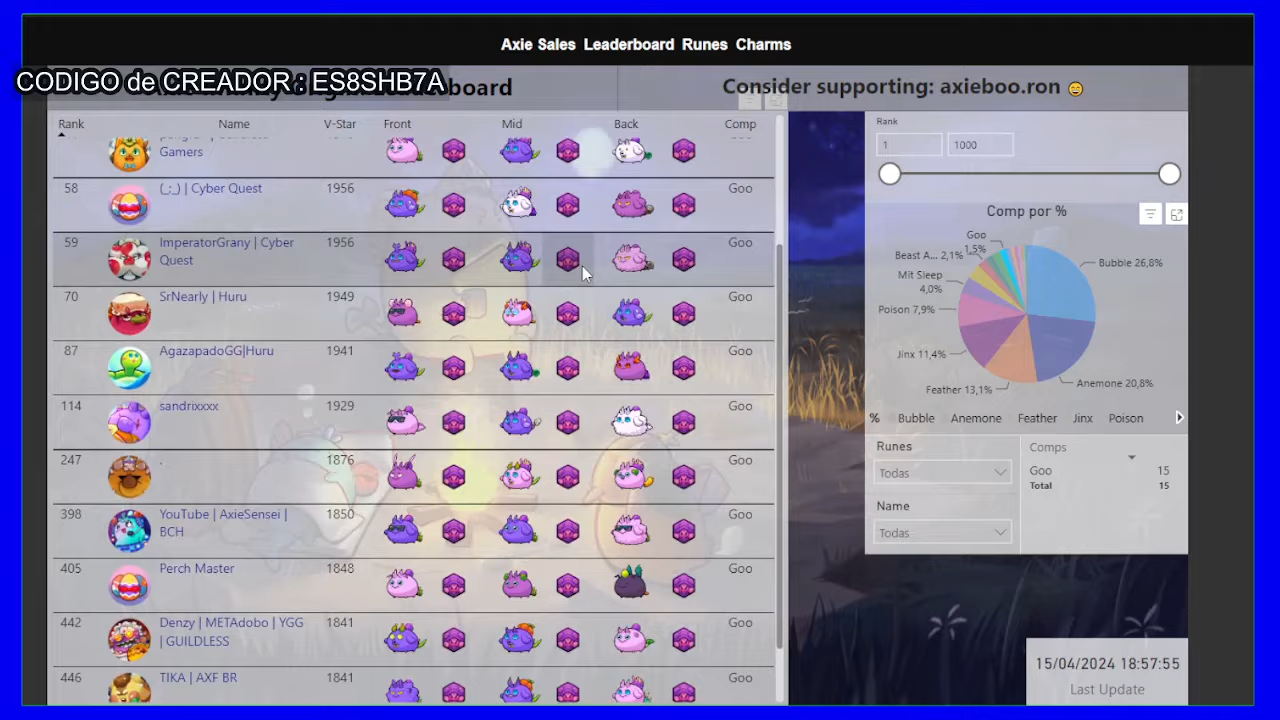 Axie Sales Leaderboard Runes Charms
CODIGO de CREADOR : ES8SHB7A
board
Consider supporting: axieboo.ron 😄
Rank Name V-Star Front Mid Back Comp
Gamers
58 (_;_) | Cyber Quest 1956 Goo
59 ImperatorGrany | Cyber 1956 Goo
Quest
70 SrNearly | Huru 1949 Goo
87 AgazapadoGG|Huru 1941 Goo
114 sandrixxxx 1929 Goo
247 . 1876 Goo
398 YouTube | AxieSensei | 1850 Goo
BCH
405 Perch Master 1848 Goo
442 Denzy | METAdobo | YGG 1841 Goo
| GUILDLESS
446 TIKA | AXF BR 1841 Goo
Rank
1 1000
Comp por %
Goo
1,5%
Beast A... 2,1%
Bubble 26,8%
Mit Sleep
4,0%
Poison 7,9%
Jinx 11,4%
Feather 13,1%
Anemone 20,8%
% Bubble Anemone Feather Jinx Poison
Runes
Todas
Name
Todas
Comps
Goo 15
Total 15
15/04/2024 18:57:55
Last Update